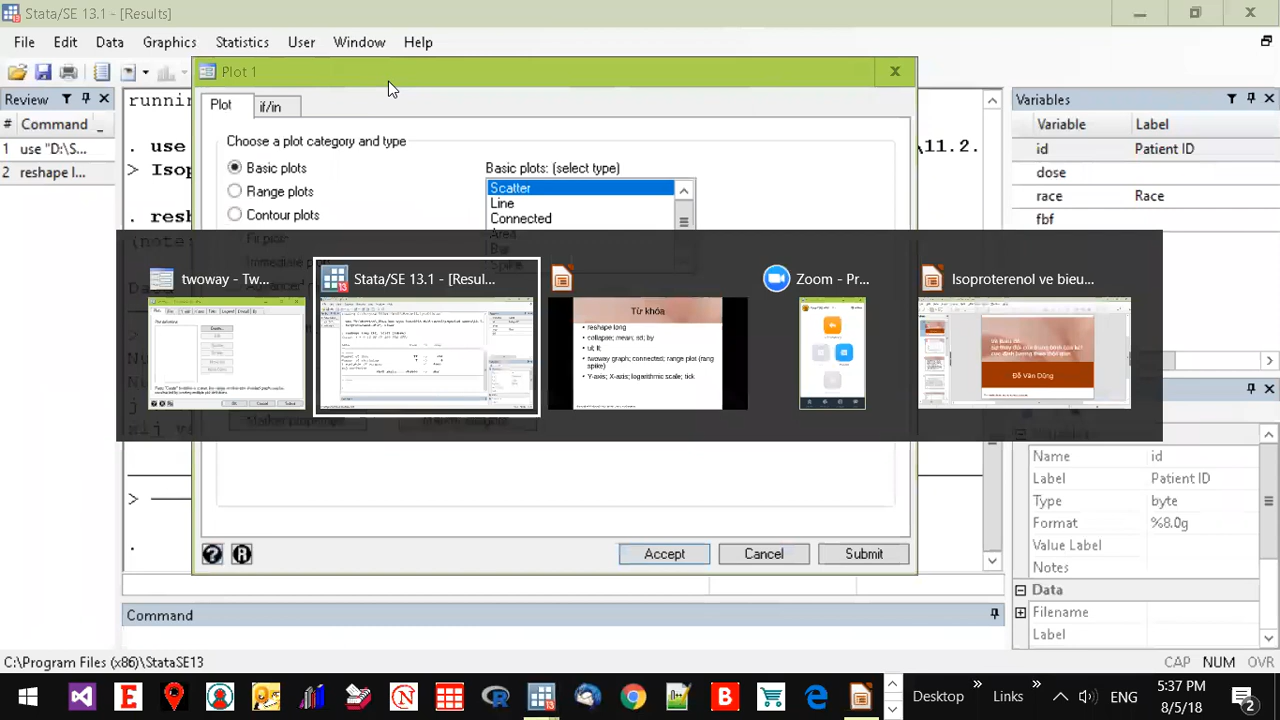 Stata/SE 13.1 - [Results]
File Edit Data Graphics Statistics User Window Help
Review
# Command
1 use "D:\S...
2 reshape l...
runnin
. use
> Isop
. resh
\11.2.
Plot 1
Plot if/in
Choose a plot category and type
Basic plots
Range plots
Contour plots
Basic plots: (select type)
Scatter
Line
Connected
Variables
Variable Label
id Patient ID
dose
race Race
fbf
twoway - Tw...
Stata/SE 13.1 - [Resul...
Zoom - Pr...
Isoproterenol ve bieu...
Từ khóa
• reshape long
• collapse; mean; sd; by
• twoway graph; connected; range plot (rang
spike)
• Y-axis; X-axis; logarithmic scale; tick
Đỗ Văn Dũng
Accept Cancel Submit
Name id
Label Patient ID
Type byte
Format %8.0g
Value Label
Notes
Data
Filename
Label
Command
C:\Program Files (x86)\StataSE13
CAP NUM OVR
Desktop » Links » ENG
5:37 PM
8/5/18
2